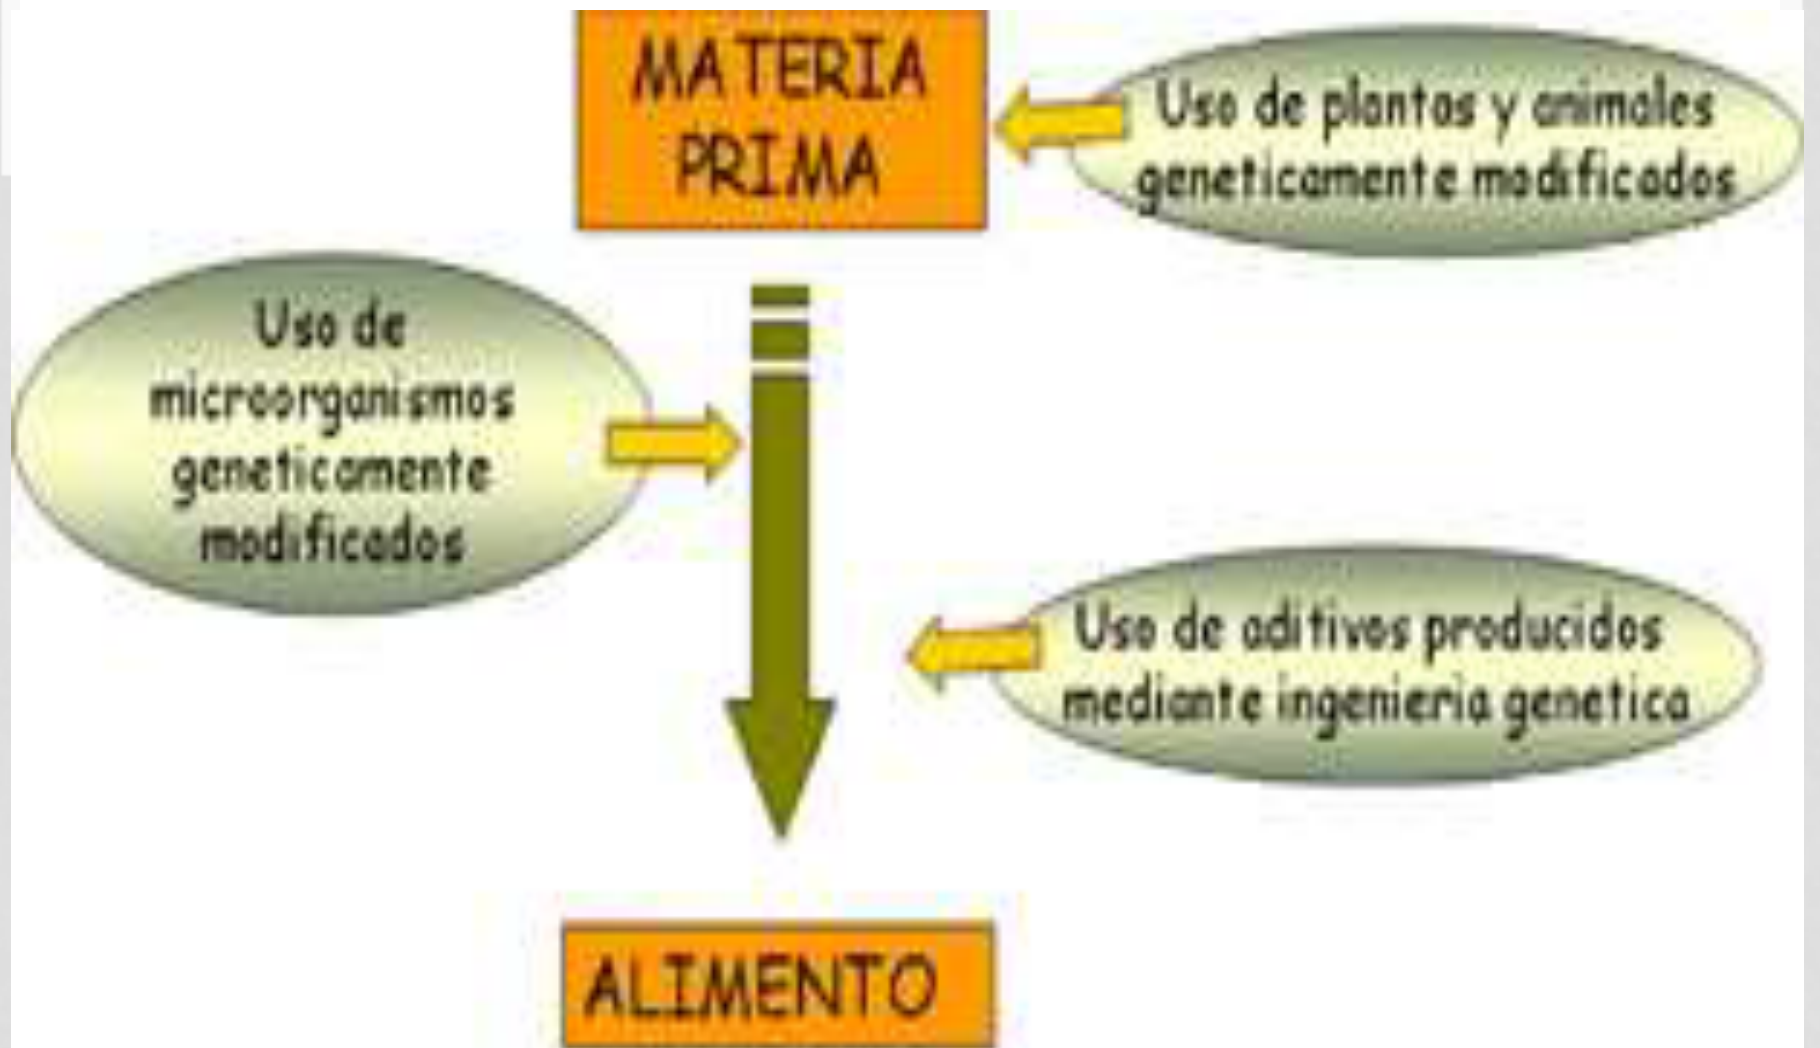 MATERIA
PRIMA
Uso de plantas y animales
geneticamente modificados
Uso de
microorganismos
geneticamente
modificados
Uso de aditivos producidos
mediante ingenieria genetica
ALIMENTO